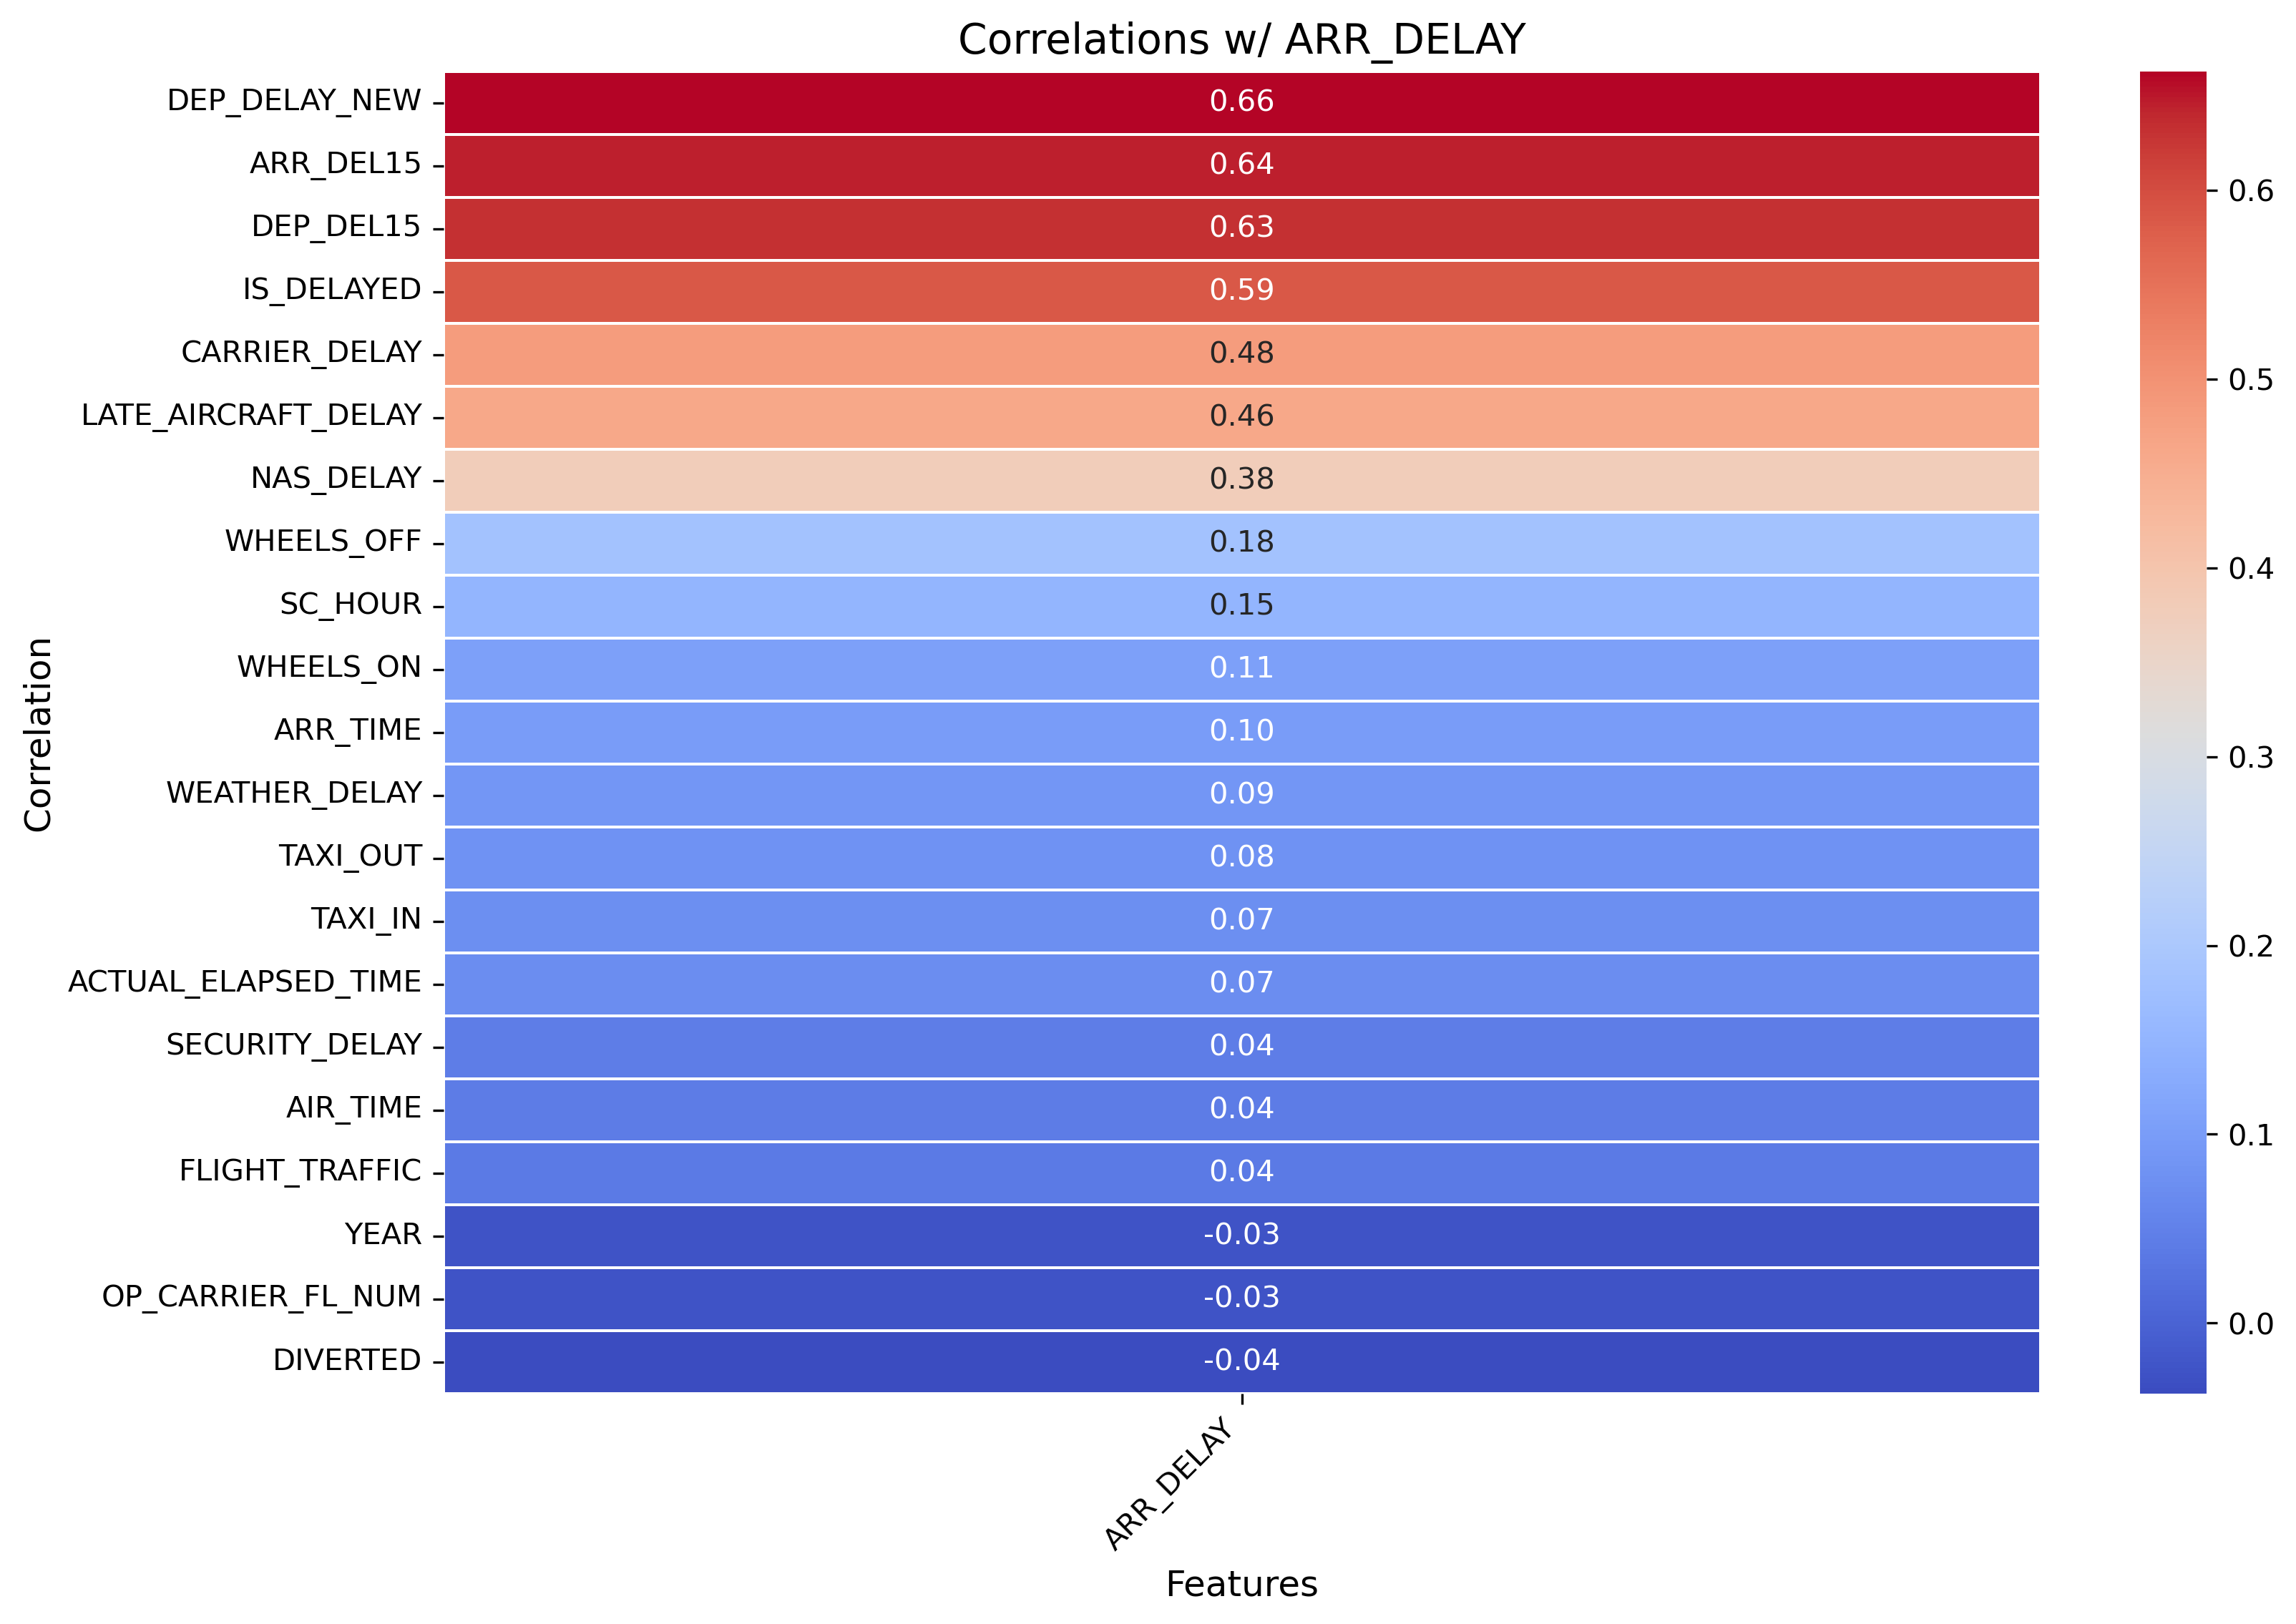 Correlations w/ ARR_DELAY
DEP_DELAY_NEW 0.66
ARR_DEL15 0.64
DEP_DEL15 0.63
IS_DELAYED 0.59
CARRIER_DELAY 0.48
LATE_AIRCRAFT_DELAY 0.46
NAS_DELAY 0.38
WHEELS_OFF 0.18
SC_HOUR 0.15
WHEELS_ON 0.11
ARR_TIME 0.10
WEATHER_DELAY 0.09
TAXI_OUT 0.08
TAXI_IN 0.07
ACTUAL_ELAPSED_TIME 0.07
SECURITY_DELAY 0.04
AIR_TIME 0.04
FLIGHT_TRAFFIC 0.04
YEAR -0.03
OP_CARRIER_FL_NUM -0.03
DIVERTED -0.04
Correlation
ARR_DELAY
Features
0.6
0.5
0.4
0.3
0.2
0.1
0.0